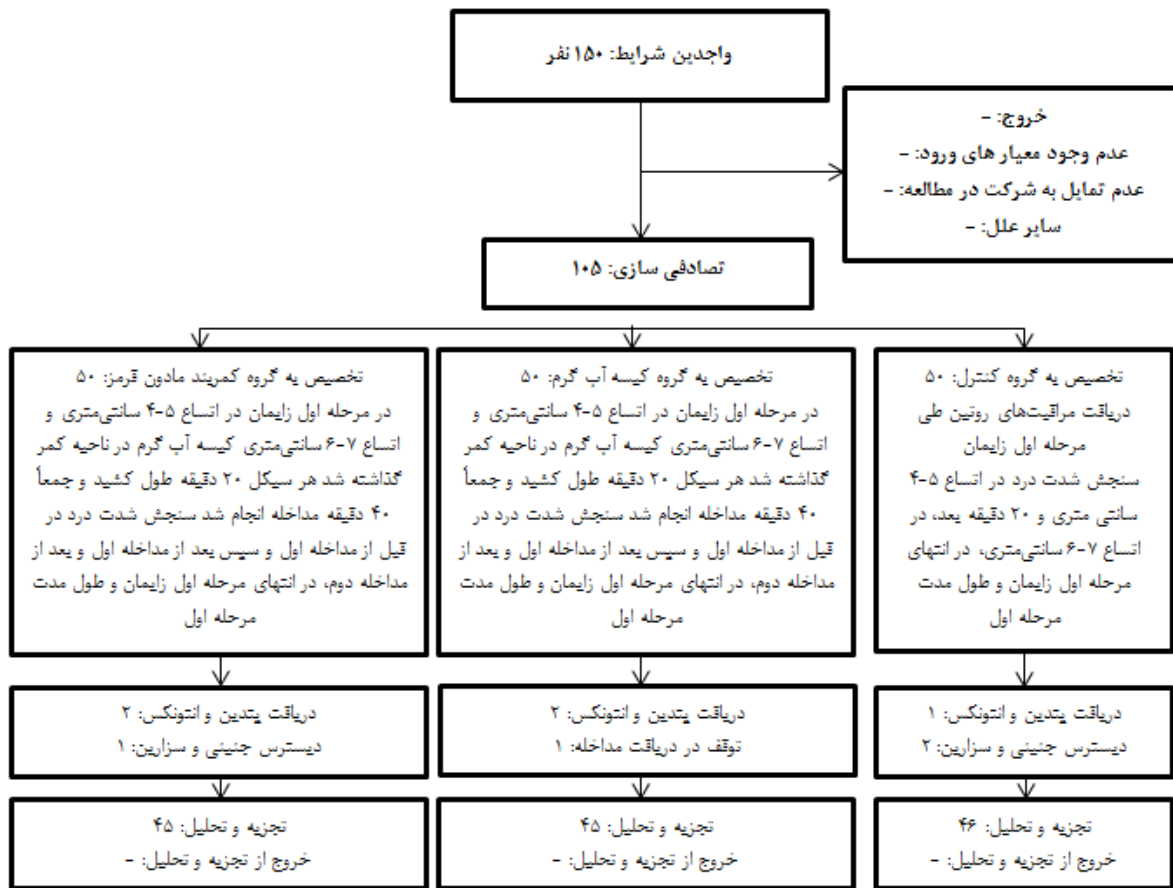 واجدین شرایط: ۱۵۰ نفر
خروج: -
عدم وجود معیار های ورود: -
عدم تمایل به شرکت در مطالعه: -
سایر علل: -
تصادفی سازی: ۱۰۵
تخصیص به گروه کنترل: ۵۰
دریافت مراقبت‌های روتین طی
مرحله اول زایمان
سنجش شدت درد در اتساع ۵-۴
سانتی متری و ۲۰ دقیقه بعد، در
اتساع ۷-۶ سانتی‌متری، در انتهای
مرحله اول زایمان و طول مدت
مرحله اول
تخصیص به گروه کیسه آب گرم: ۵۰
در مرحله اول زایمان در اتساع ۵-۴ سانتی‌متری و
اتساع ۷-۶ سانتی‌متری کیسه آب گرم در ناحیه کمر
گذاشته شد هر سیکل ۲۰ دقیقه طول کشید و جمعاً
۴۰ دقیقه مداخله انجام شد سنجش شدت درد در
قبل از مداخله اول و سپس بعد از مداخله اول و بعد از
مداخله دوم، در انتهای مرحله اول زایمان و طول مدت
مرحله اول
تخصیص به گروه کمربند مادون قرمز: ۵۰
در مرحله اول زایمان در اتساع ۵-۴ سانتی‌متری و
اتساع ۷-۶ سانتی‌متری کیسه آب گرم در ناحیه کمر
گذاشته شد هر سیکل ۲۰ دقیقه طول کشید و جمعاً
۴۰ دقیقه مداخله انجام شد سنجش شدت درد در
قبل از مداخله اول و سپس بعد از مداخله اول و بعد از
مداخله دوم، در انتهای مرحله اول زایمان و طول مدت
مرحله اول
دریافت پتدین و انتونکس: ۱
دیسترس جنینی و سزارین: ۲
دریافت پتدین و انتونکس: ۲
توقف در دریافت مداخله: ۱
دریافت پتدین و انتونکس: ۲
دیسترس جنینی و سزارین: ۱
تجزیه و تحلیل: ۴۶
خروج از تجزیه و تحلیل: -
تجزیه و تحلیل: ۴۵
خروج از تجزیه و تحلیل: -
تجزیه و تحلیل: ۴۵
خروج از تجزیه و تحلیل: -